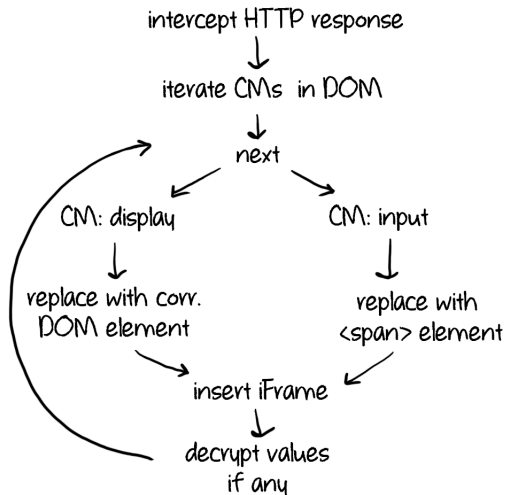 intercept HTTP response
iterate CMs in DOM
next
CM: display
CM: input
replace with corr.
DOM element
replace with
<span> element
insert iFrame
decrypt values
if any